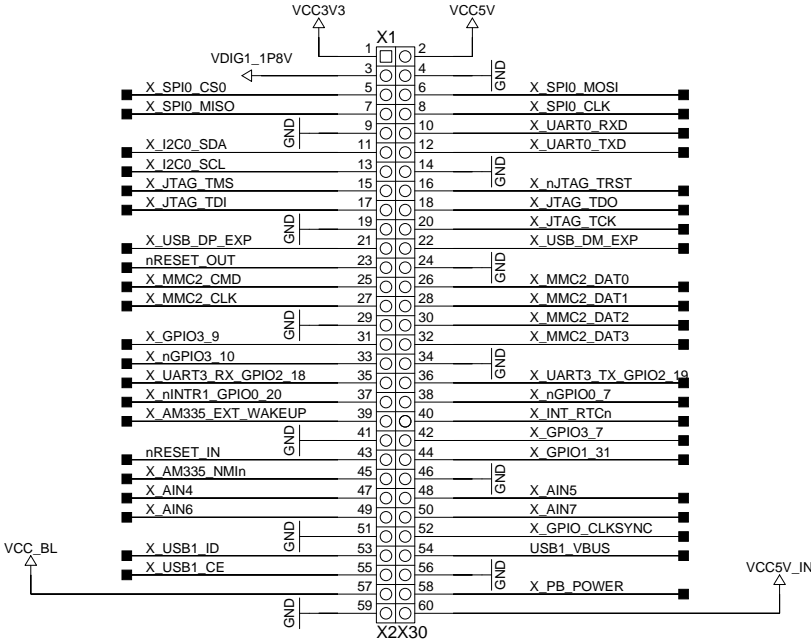 VCC3V3 VCC5V
X1
1 2
VDIG1_1P8V 3 4 GND
X_SPI0_CS0 5 6 X_SPI0_MOSI
X_SPI0_MISO 7 8 X_SPI0_CLK
GND 9 10 X_UART0_RXD
X_I2C0_SDA 11 12 X_UART0_TXD
X_I2C0_SCL 13 14 GND
X_JTAG_TMS 15 16 X_nJTAG_TRST
X_JTAG_TDI 17 18 X_JTAG_TDO
GND 19 20 X_JTAG_TCK
X_USB_DP_EXP 21 22 X_USB_DM_EXP
nRESET_OUT 23 24 GND
X_MMC2_CMD 25 26 X_MMC2_DAT0
X_MMC2_CLK 27 28 X_MMC2_DAT1
GND 29 30 X_MMC2_DAT2
X_GPIO3_9 31 32 X_MMC2_DAT3
X_nGPIO3_10 33 34 GND
X_UART3_RX_GPIO2_18 35 36 X_UART3_TX_GPIO2_19
X_nINTR1_GPIO0_20 37 38 X_nGPIO0_7
X_AM335_EXT_WAKEUP 39 40 X_INT_RTCn
GND 41 42 X_GPIO3_7
nRESET_IN 43 44 X_GPIO1_31
X_AM335_NMIn 45 46 GND
X_AIN4 47 48 X_AIN5
X_AIN6 49 50 X_AIN7
GND 51 52 X_GPIO_CLKSYNC
VCC_BL X_USB1_ID 53 54 USB1_VBUS
X_USB1_CE 55 56 GND VCC5V_IN
57 58 X_PB_POWER
GND 59 60
X2X30